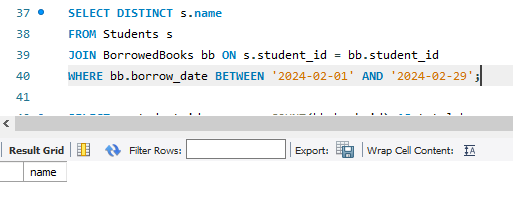 37 SELECT DISTINCT s.name
38 FROM Students s
39 JOIN BorrowedBooks bb ON s.student_id = bb.student_id
40 WHERE bb.borrow_date BETWEEN '2024-02-01' AND '2024-02-29';
41
Result Grid Filter Rows: Export: Wrap Cell Content:
name